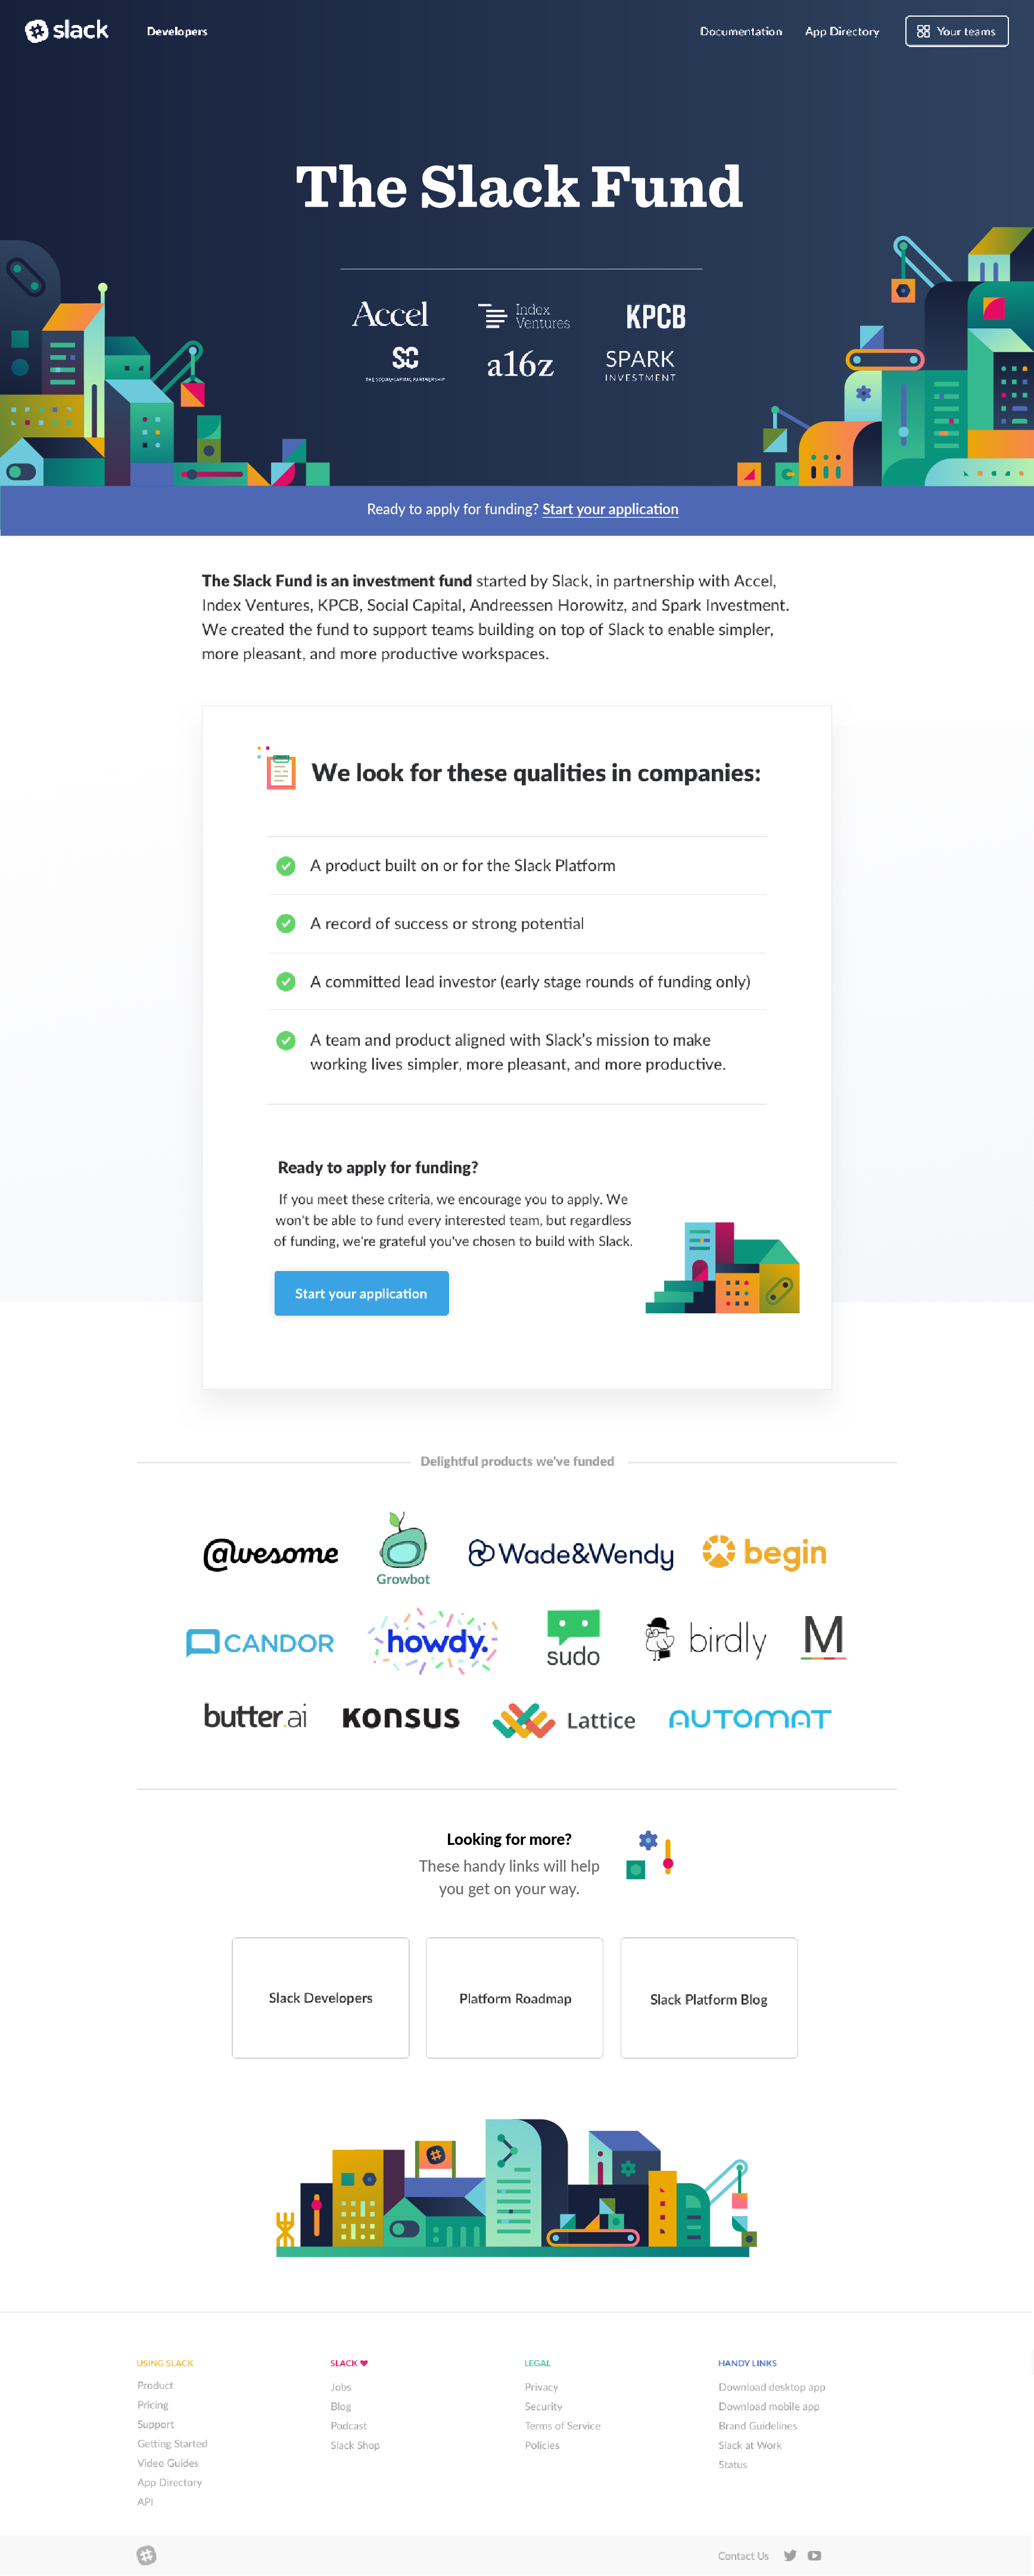 slack
Developers
Documentation
App Directory
Your teams
The Slack Fund
Accel
Index
Ventures
KPCB
SC
THE SOCIAL+CAPITAL PARTNERSHIP
a16z
SPARK
INVESTMENT
Ready to apply for funding? Start your application
The Slack Fund is an investment fund started by Slack, in partnership with Accel,
Index Ventures, KPCB, Social Capital, Andreessen Horowitz, and Spark Investment.
We created the fund to support teams building on top of Slack to enable simpler,
more pleasant, and more productive workspaces.
We look for these qualities in companies:
A product built on or for the Slack Platform
A record of success or strong potential
A committed lead investor (early stage rounds of funding only)
A team and product aligned with Slack's mission to make
working lives simpler, more pleasant, and more productive.
Ready to apply for funding?
If you meet these criteria, we encourage you to apply. We
won't be able to fund every interested team, but regardless
of funding, we're grateful you've chosen to build with Slack.
Start your application
Delightful products we've funded
@wesome
Growbot
Wade&Wendy
begin
CANDOR
howdy.
sudo
birdly
M
butter.ai
KONSUS
Lattice
AUTOMAT
Looking for more?
These handy links will help
you get on your way.
Slack Developers
Platform Roadmap
Slack Platform Blog
USING SLACK
Product
Pricing
Support
Getting Started
Video Guides
App Directory
API
SLACK ♥
Jobs
Blog
Podcast
Slack Shop
LEGAL
Privacy
Security
Terms of Service
Policies
HANDY LINKS
Download desktop app
Download mobile app
Brand Guidelines
Slack at Work
Status
Contact Us